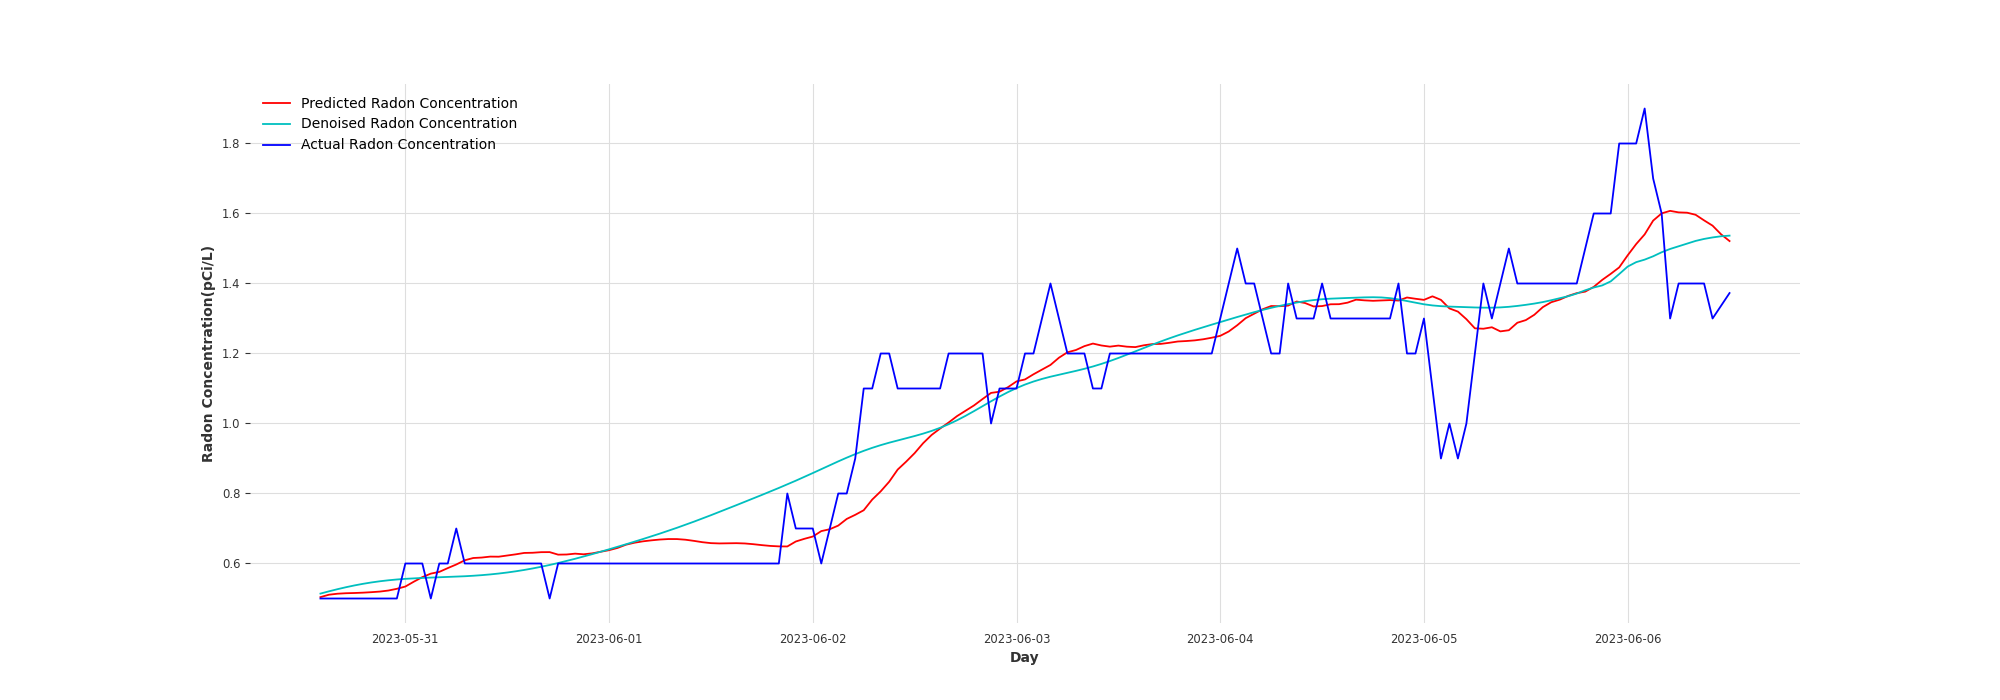 Predicted Radon Concentration
Denoised Radon Concentration
Actual Radon Concentration
1.8
1.6
1.4
1.2
1.0
0.8
0.6
Radon Concentration(pCi/L)
2023-05-31 2023-06-01 2023-06-02 2023-06-03 2023-06-04 2023-06-05 2023-06-06
Day